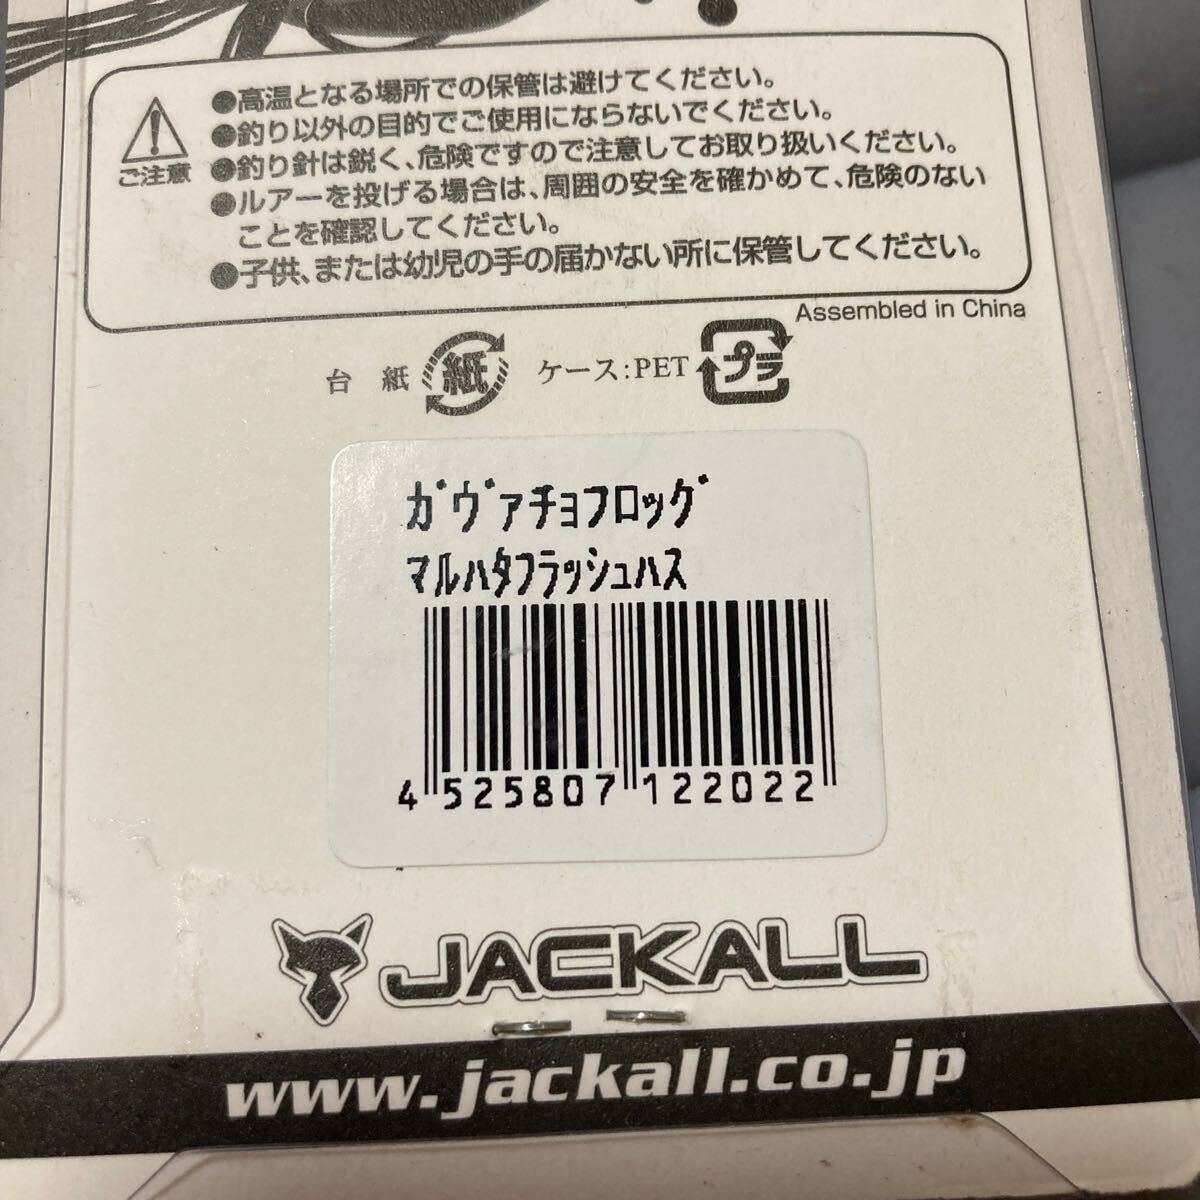 ●高温となる場所での保管は避けてください。
●釣り以外の目的でご使用にならないでください。
●釣り針は鋭く、危険ですので注意してお取り扱いください。
●ルアーを投げる場合は、周囲の安全を確かめて、危険のない
ことを確認してください。
●子供、または幼児の手の届かない所に保管してください。
ご注意
Assembled in China
台 紙 紙 ケース:PET プラ
ｶﾞｳﾞｧﾁｮﾌﾛｯｸﾞ
ﾏﾙﾊﾀﾌﾗｯｼｭﾊｽ
4 525807 122022
JACKALL
www.jackall.co.jp